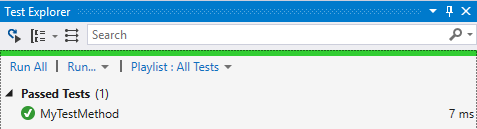 Test Explorer
Search
Run All | Run... | Playlist : All Tests
Passed Tests (1)
MyTestMethod 7 ms